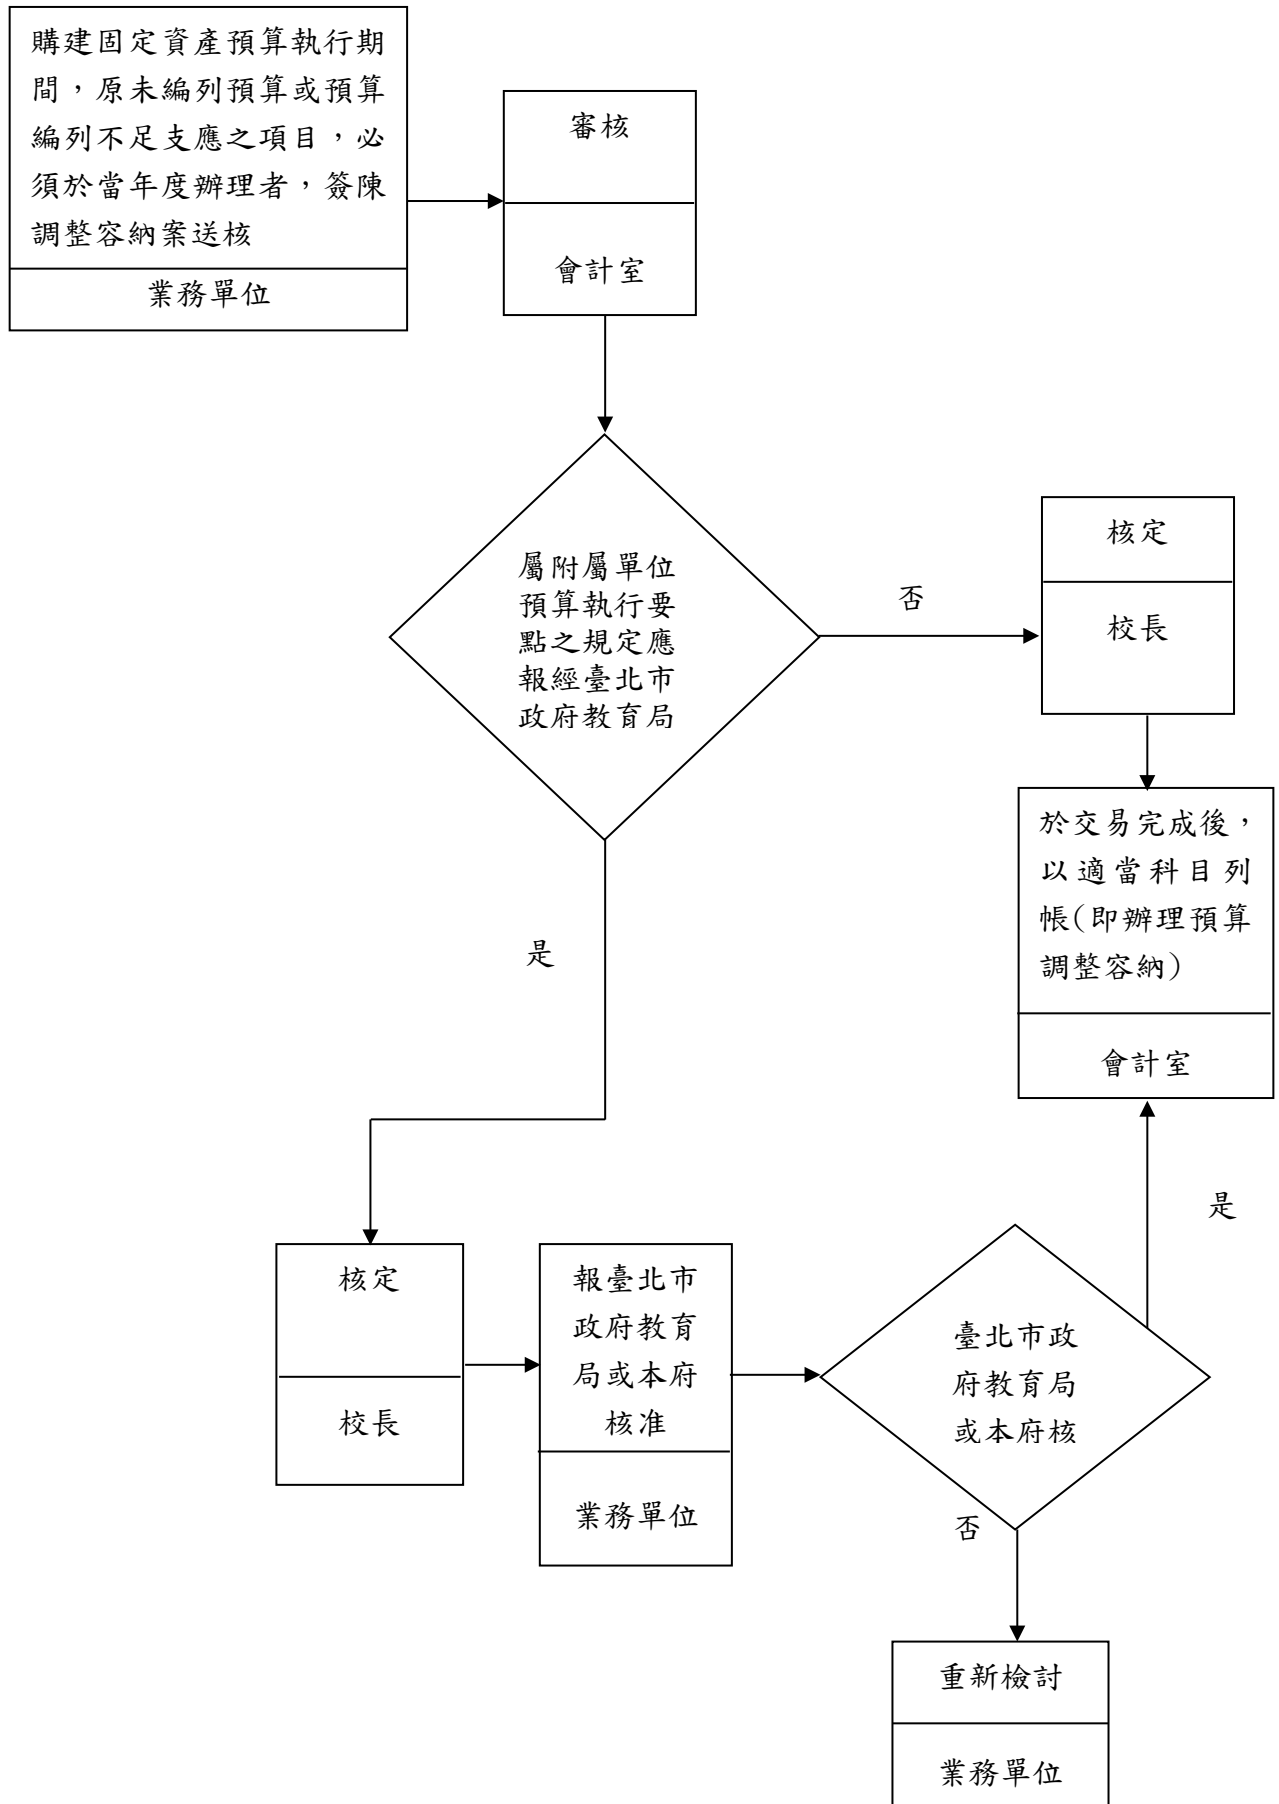 購建固定資產預算執行期
間，原未編列預算或預算
編列不足支應之項目，必
須於當年度辦理者，簽陳
調整容納案送核
業務單位
審核
會計室
屬附屬單位
預算執行要
點之規定應
報經臺北市
政府教育局
否
核定
校長
於交易完成後，
以適當科目列
帳(即辦理預算
調整容納)
會計室
是
核定
校長
報臺北市
政府教育
局或本府
核准
業務單位
臺北市政
府教育局
或本府核
是
否
重新檢討
業務單位